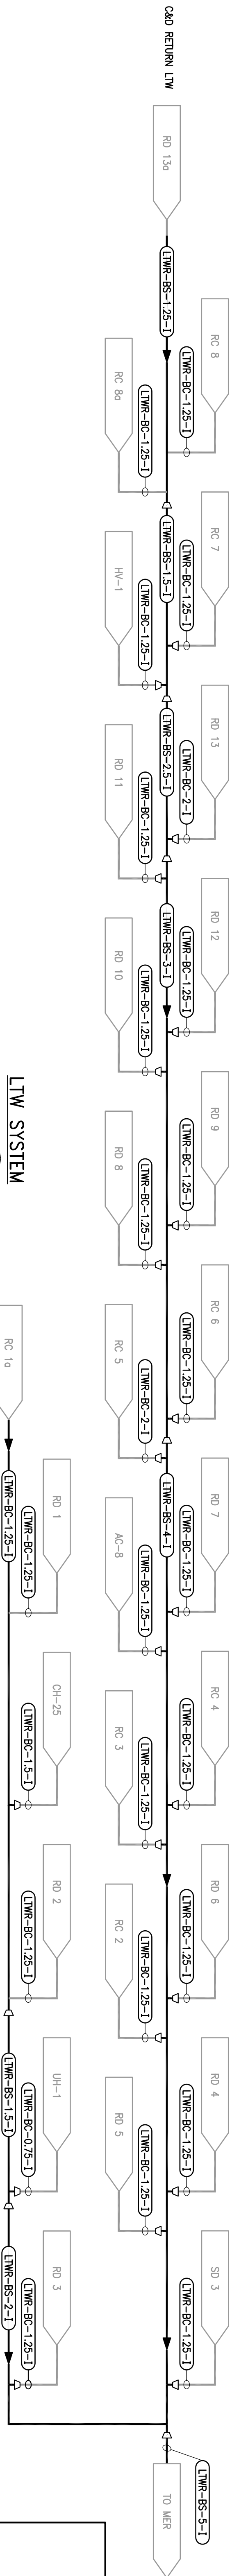 C&D RETURN LTW
RD 13a
LTWR-BS-1.25-I
RC 8
LTWR-BC-1.25-I
RC 8a
LTWR-BC-1.25-I
LTWR-BS-1.5-I
RC 7
LTWR-BC-1.25-I
HV-1
LTWR-BC-1.25-I
LTWR-BS-2.5-I
RD 13
LTWR-BC-2-I
RD 11
LTWR-BC-1.25-I
LTWR-BS-3-I
RD 12
LTWR-BC-1.25-I
RD 10
LTWR-BC-1.25-I
RD 9
LTWR-BC-1.25-I
RD 8
LTWR-BC-1.25-I
RC 6
LTWR-BC-1.25-I
RC 5
LTWR-BC-2-I
LTWR-BS-4-I
RD 7
LTWR-BC-1.25-I
AC-8
LTWR-BC-1.25-I
RC 4
LTWR-BC-1.25-I
RC 3
LTWR-BC-1.25-I
RD 6
LTWR-BC-1.25-I
RC 2
LTWR-BC-1.25-I
RD 4
LTWR-BC-1.25-I
RD 5
LTWR-BC-1.25-I
SD 3
LTWR-BC-1.25-I
LTWR-BS-5-I
TO MER
LTW SYSTEM
RC 1a
LTWR-BC-1.25-I
RD 1
LTWR-BC-1.25-I
CH-25
LTWR-BC-1.5-I
RD 2
LTWR-BC-1.25-I
LTWR-BS-1.5-I
UH-1
LTWR-BC-0.75-I
LTWR-BS-2-I
RD 3
LTWR-BC-1.25-I